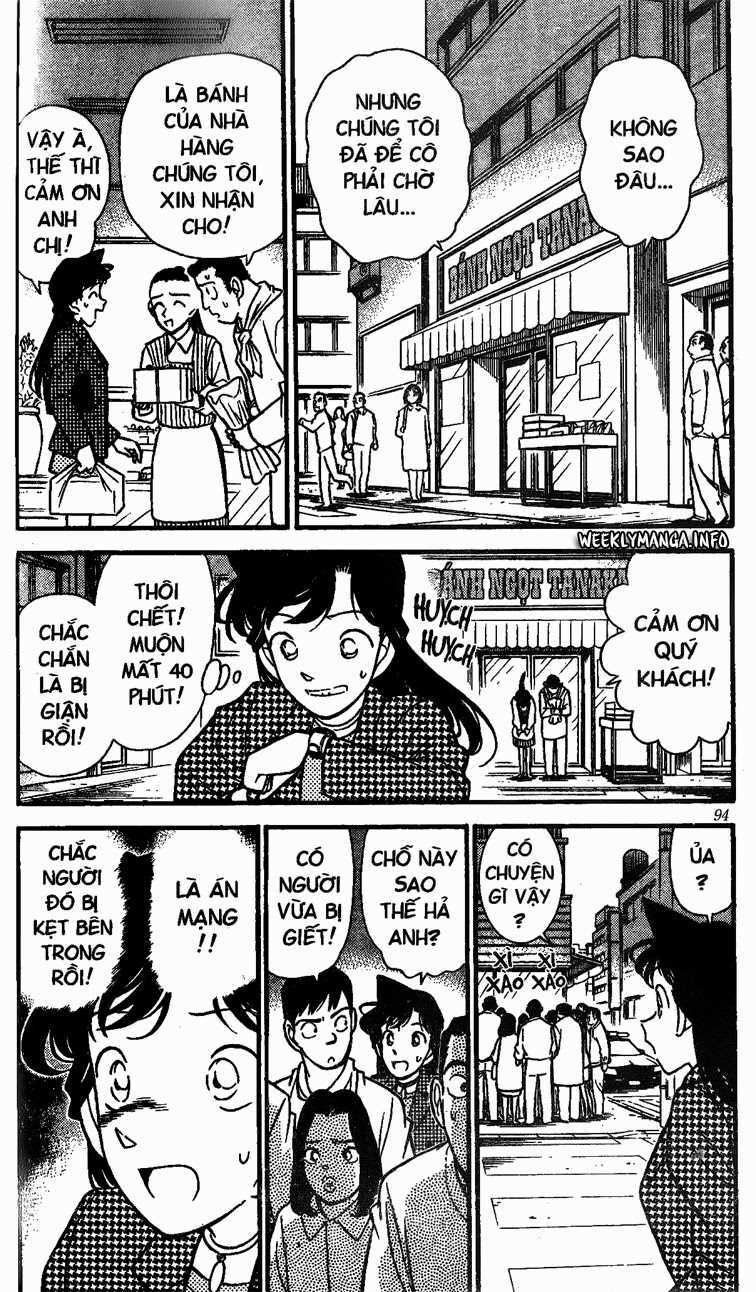 KHÔNG
SAO
ĐÂU...
NHƯNG
CHÚNG TÔI
ĐÃ ĐỂ CÔ
PHẢI CHỜ
LÂU...
BÁNH NGỌT TANAK
LÀ BÁNH
CỦA NHÀ
HÀNG
CHÚNG TÔI,
XIN NHẬN
CHO!
VẬY À,
THẾ THÌ
CẢM ƠN
ANH
CHỊ!
WEEKLYMANGA.INFO
ÁNH NGỌT TANAK
CẢM ƠN
QUÝ
KHÁCH!
HUỲCH
HUỲCH
THÔI
CHẾT!
MUỘN
MẤT 40
PHÚT!
CHẮC
CHẮN
LÀ BỊ
GIẬN
RỒI!
94
ỦA
?
CÓ
CHUYỆN
GÌ VẬY
?
XÌ XÌ
XÀO XÀO
CHỖ NÀY
SAO
THẾ HẢ
ANH?
CÓ
NGƯỜI
VỪA BỊ
GIẾT!
LÀ ÁN
MẠNG
!!
CHẮC
NGƯỜI
ĐÓ BỊ
KẸT BÊN
TRONG
RỒI!